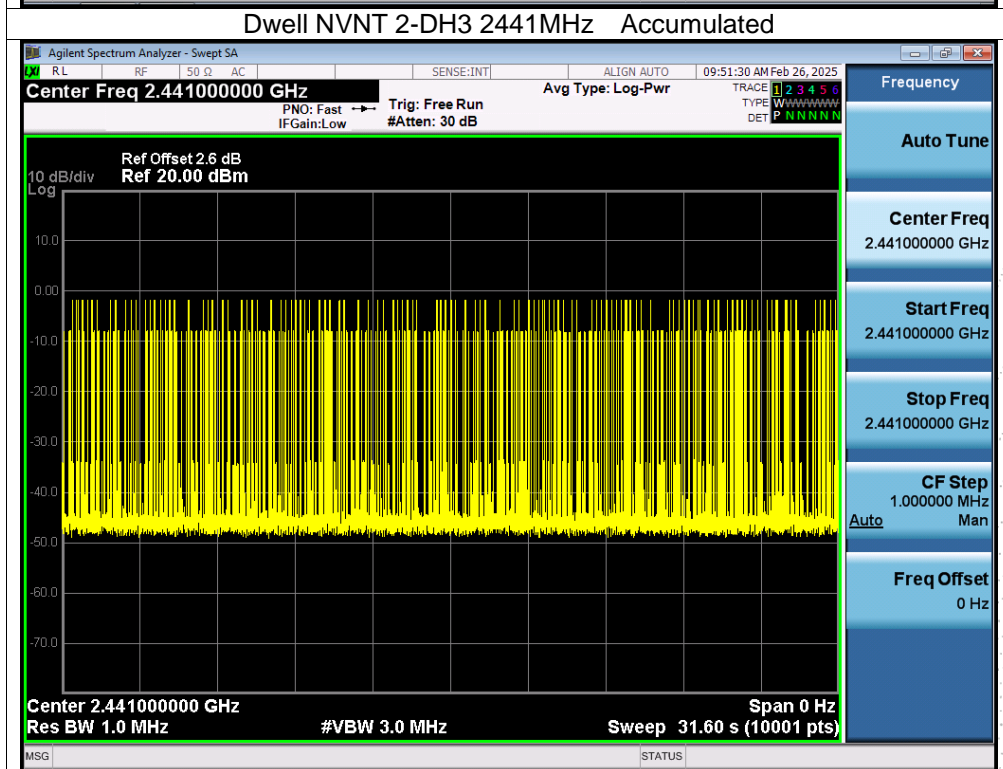 Dwell NVNT 2-DH3 2441MHz Accumulated
Agilent Spectrum Analyzer - Swept SA
LXI RL RF 50 Ω AC SENSE:INT ALIGN AUTO 09:51:30 AM Feb 26, 2025
Center Freq 2.441000000 GHz
PNO: Fast
IFGain:Low
Trig: Free Run
#Atten: 30 dB
Avg Type: Log-Pwr
TRACE 1 2 3 4 5 6
TYPE WWWWWWW
DET P N N N N N
Frequency
Auto Tune
Center Freq
2.441000000 GHz
Start Freq
2.441000000 GHz
Stop Freq
2.441000000 GHz
CF Step
1.000000 MHz
Auto Man
Freq Offset
0 Hz
Ref Offset 2.6 dB
10 dB/div Ref 20.00 dBm
Log
10.0
0.00
-10.0
-20.0
-30.0
-40.0
-50.0
-60.0
-70.0
Center 2.441000000 GHz Span 0 Hz
Res BW 1.0 MHz #VBW 3.0 MHz Sweep 31.60 s (10001 pts)
MSG STATUS